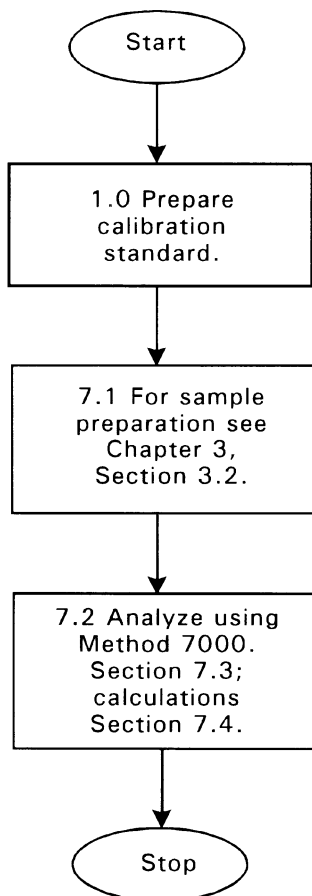 Start
1.0 Prepare
calibration
standard.
7.1 For sample
preparation see
Chapter 3,
Section 3.2.
7.2 Analyze using
Method 7000.
Section 7.3;
calculations
Section 7.4.
Stop